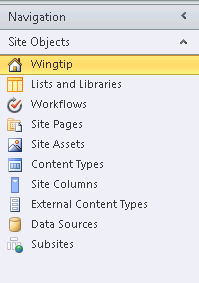 Navigation
Site Objects
Wingtip
Lists and Libraries
Workflows
Site Pages
Site Assets
Content Types
Site Columns
External Content Types
Data Sources
Subsites